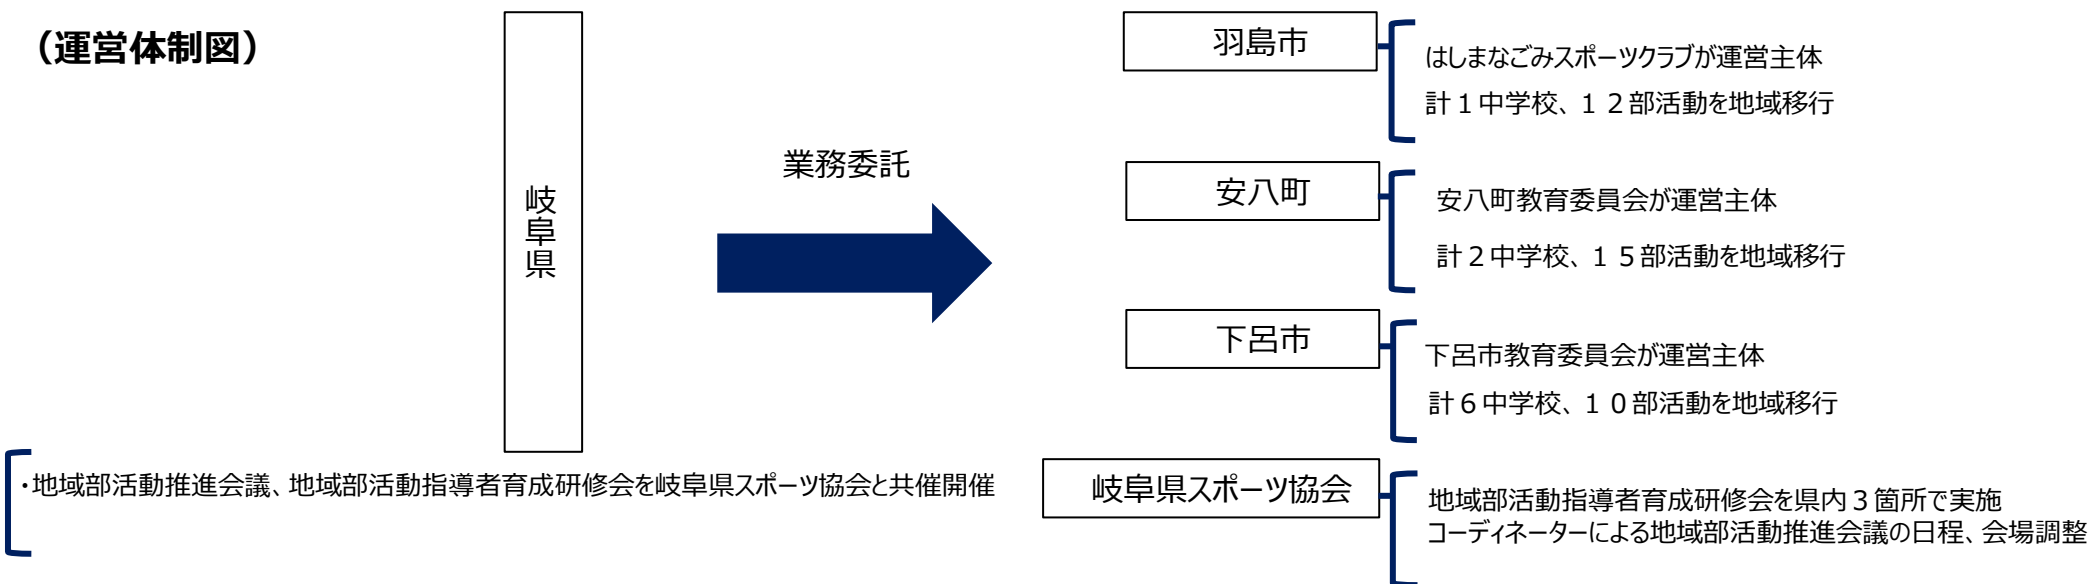 （運営体制図）
岐阜県
・地域部活動推進会議、地域部活動指導者育成研修会を岐阜県スポーツ協会と共催開催
業務委託
羽島市
はしまなごみスポーツクラブが運営主体
計１中学校、１２部活動を地域移行
安八町
安八町教育委員会が運営主体
計２中学校、１５部活動を地域移行
下呂市
下呂市教育委員会が運営主体
計６中学校、１０部活動を地域移行
岐阜県スポーツ協会
地域部活動指導者育成研修会を県内３箇所で実施
コーディネーターによる地域部活動推進会議の日程、会場調整